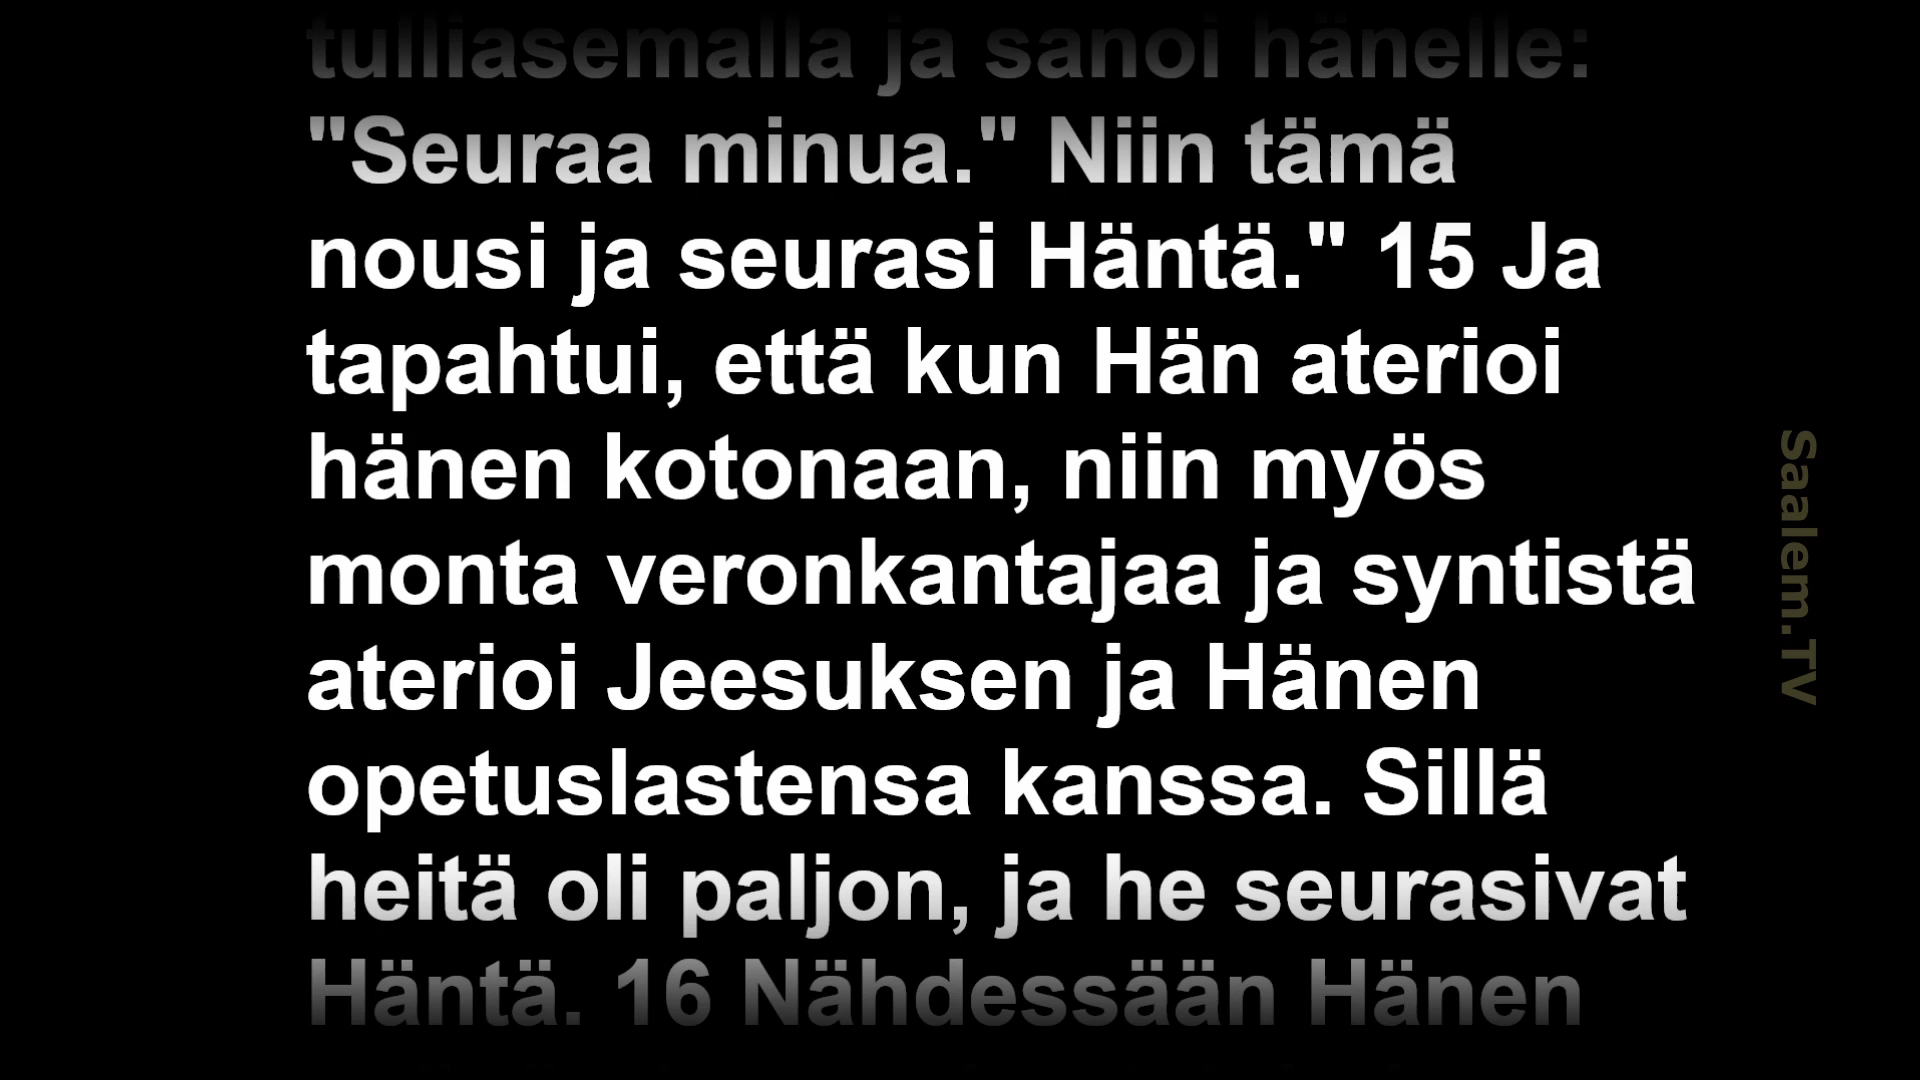 tulliasemalla ja sanoi hänelle:
"Seuraa minua." Niin tämä
nousi ja seurasi Häntä." 15 Ja
tapahtui, että kun Hän aterioi
hänen kotonaan, niin myös
monta veronkantajaa ja syntistä
aterioi Jeesuksen ja Hänen
opetuslastensa kanssa. Sillä
heitä oli paljon, ja he seurasivat
Häntä. 16 Nähdessään Hänen
Saalem.TV